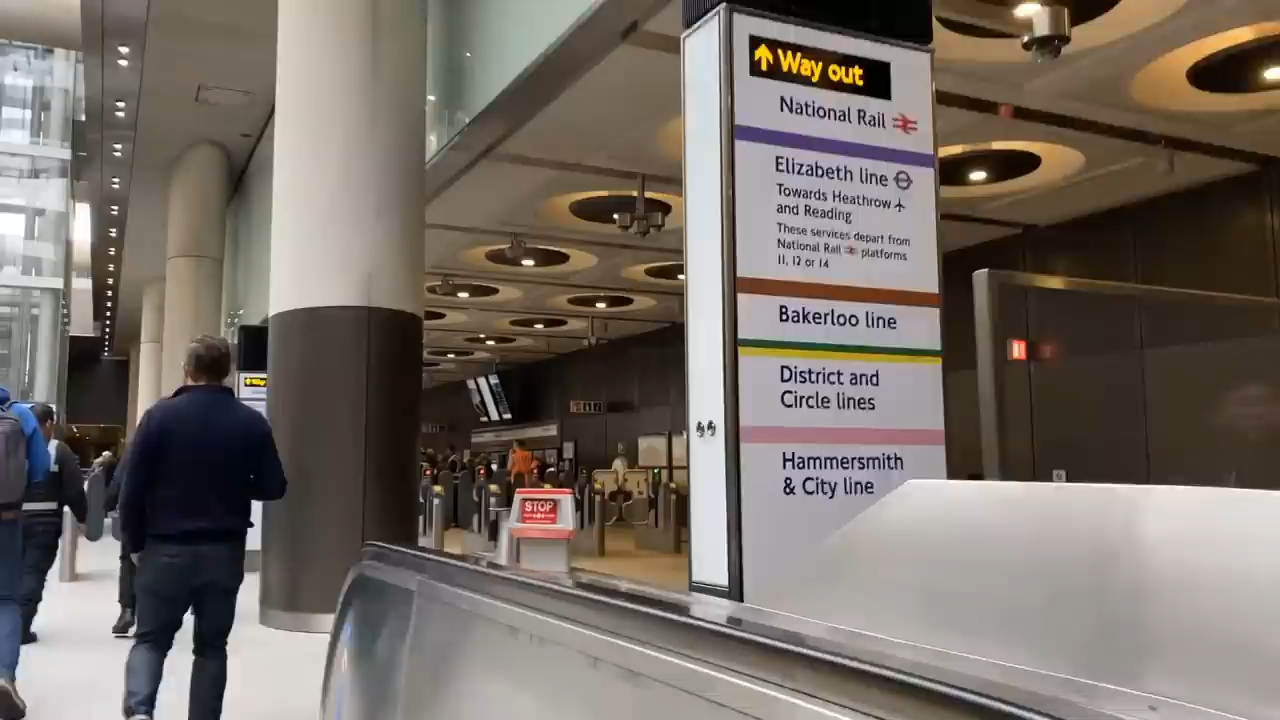 Way out
National Rail
Elizabeth line
Towards Heathrow
and Reading
These services depart from
National Rail platforms
11, 12 or 14
Bakerloo line
District and
Circle lines
Hammersmith
& City line
STOP
Way